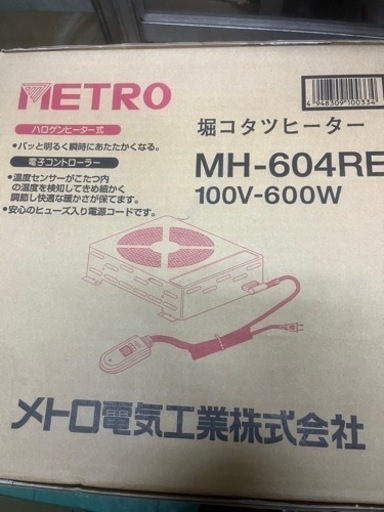 METRO
4948309100334
ハロゲンヒーター式
•パッと明るく瞬時にあたたかくなる。
電子コントローラー
•温度センサーがこたつ内
の温度を検知してきめ細かく
調節し快適な暖かさが保てます。
•安心のヒューズ入り電源コードです。
堀コタツヒーター
MH-604RE
100V-600W
メトロ電気工業株式会社